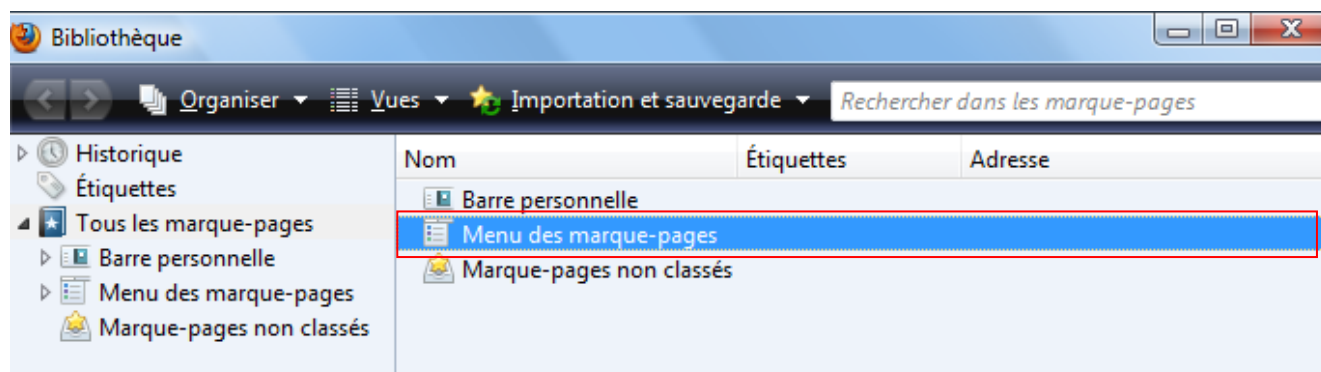 Bibliothèque
Organiser Vues Importation et sauvegarde Rechercher dans les marque-pages
Historique
Étiquettes
Tous les marque-pages
Barre personnelle
Menu des marque-pages
Marque-pages non classés
Nom Étiquettes Adresse
Barre personnelle
Menu des marque-pages
Marque-pages non classés